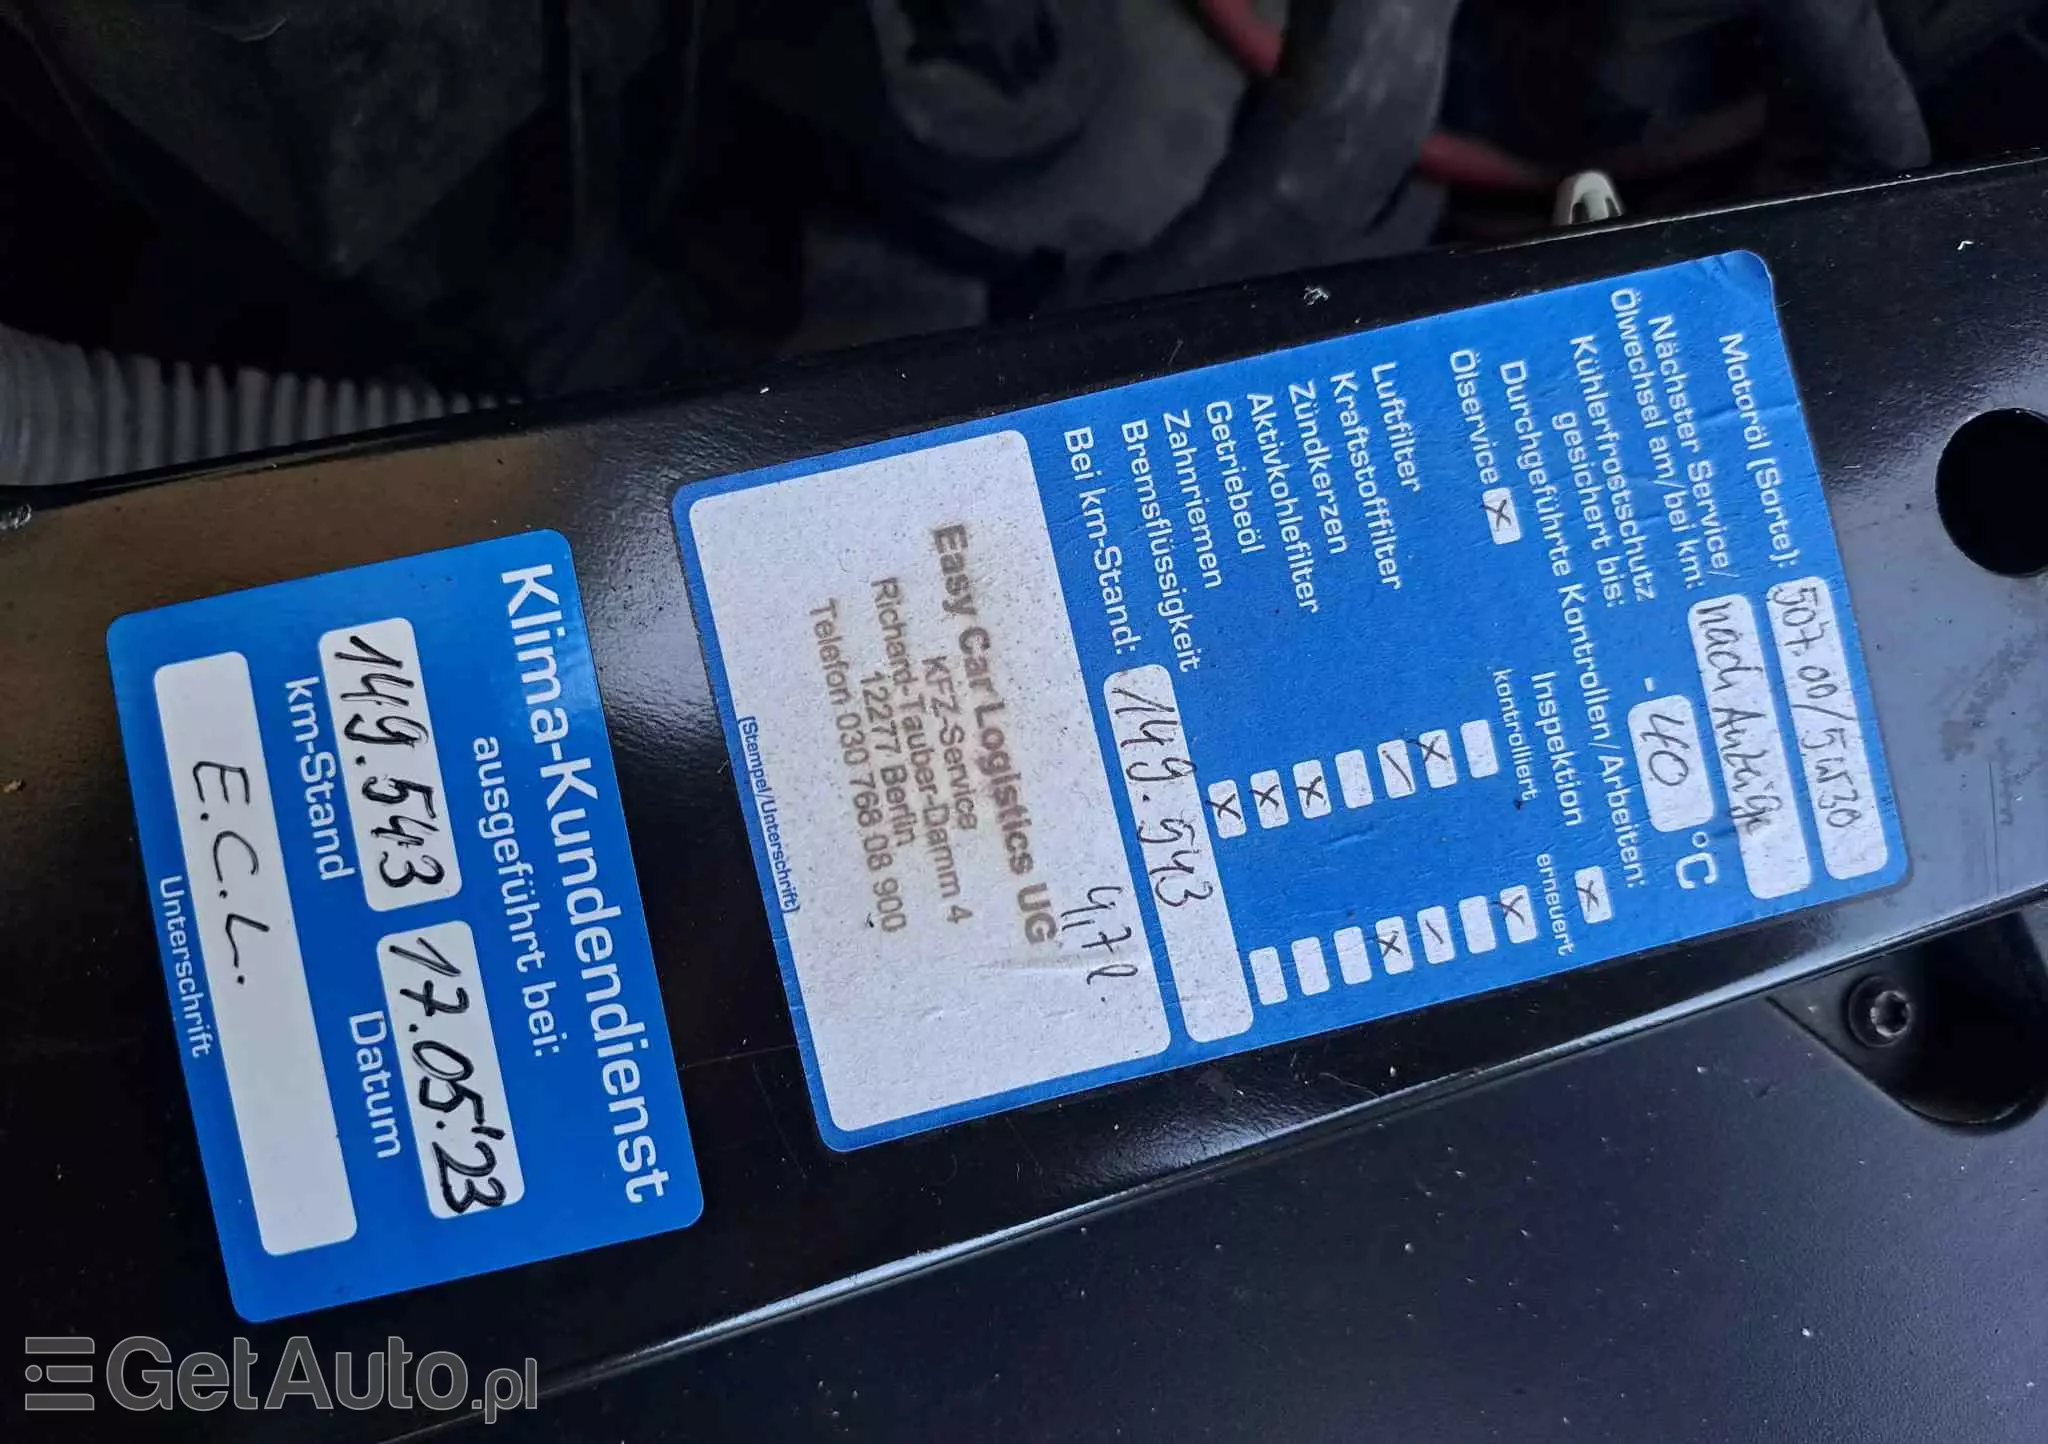 Motoröl (Sorte): 507.00/5W30
Nächster Service/
Ölwechsel am/bei km: nach Anzeige
Kühlerfrostschutz
gesichert bis: -40 °C
Durchgeführte Kontrollen/Arbeiten:
Ölservice x Inspektion x
kontrolliert erneuert
Luftfilter x
Kraftstofffilter x
Zündkerzen
Aktivkohlefilter x
Getriebeöl x
Zahnriemen x
Bremsflüssigkeit x
Bei km-Stand: 149.543
4,7l.
Easy Car Logistics UG
KFZ-Service
Richard-Tauber-Damm 4
12277 Berlin
Telefon 030 768 08 900
(Stempel/Unterschrift)
Klima-Kundendienst
ausgeführt bei:
149.543 17.05.'23
km-Stand Datum
E.C.L.
Unterschrift
GetAuto.pl